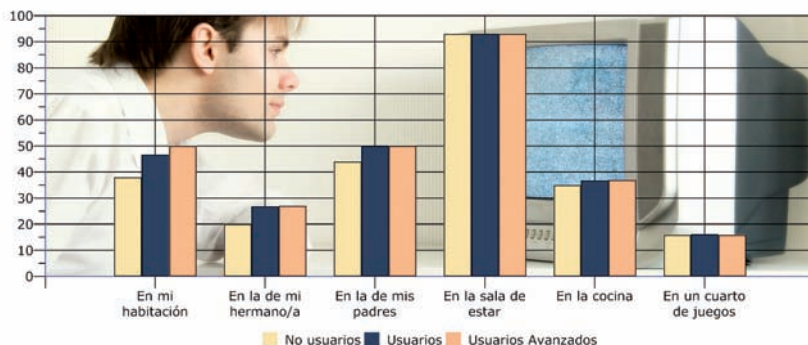 100
90
80
70
60
50
40
30
20
10
0
En mi
habitación
En la de mi
hermano/a
En la de mis
padres
En la sala de
estar
En la cocina
En un cuarto
de juegos
No usuarios Usuarios Usuarios Avanzados